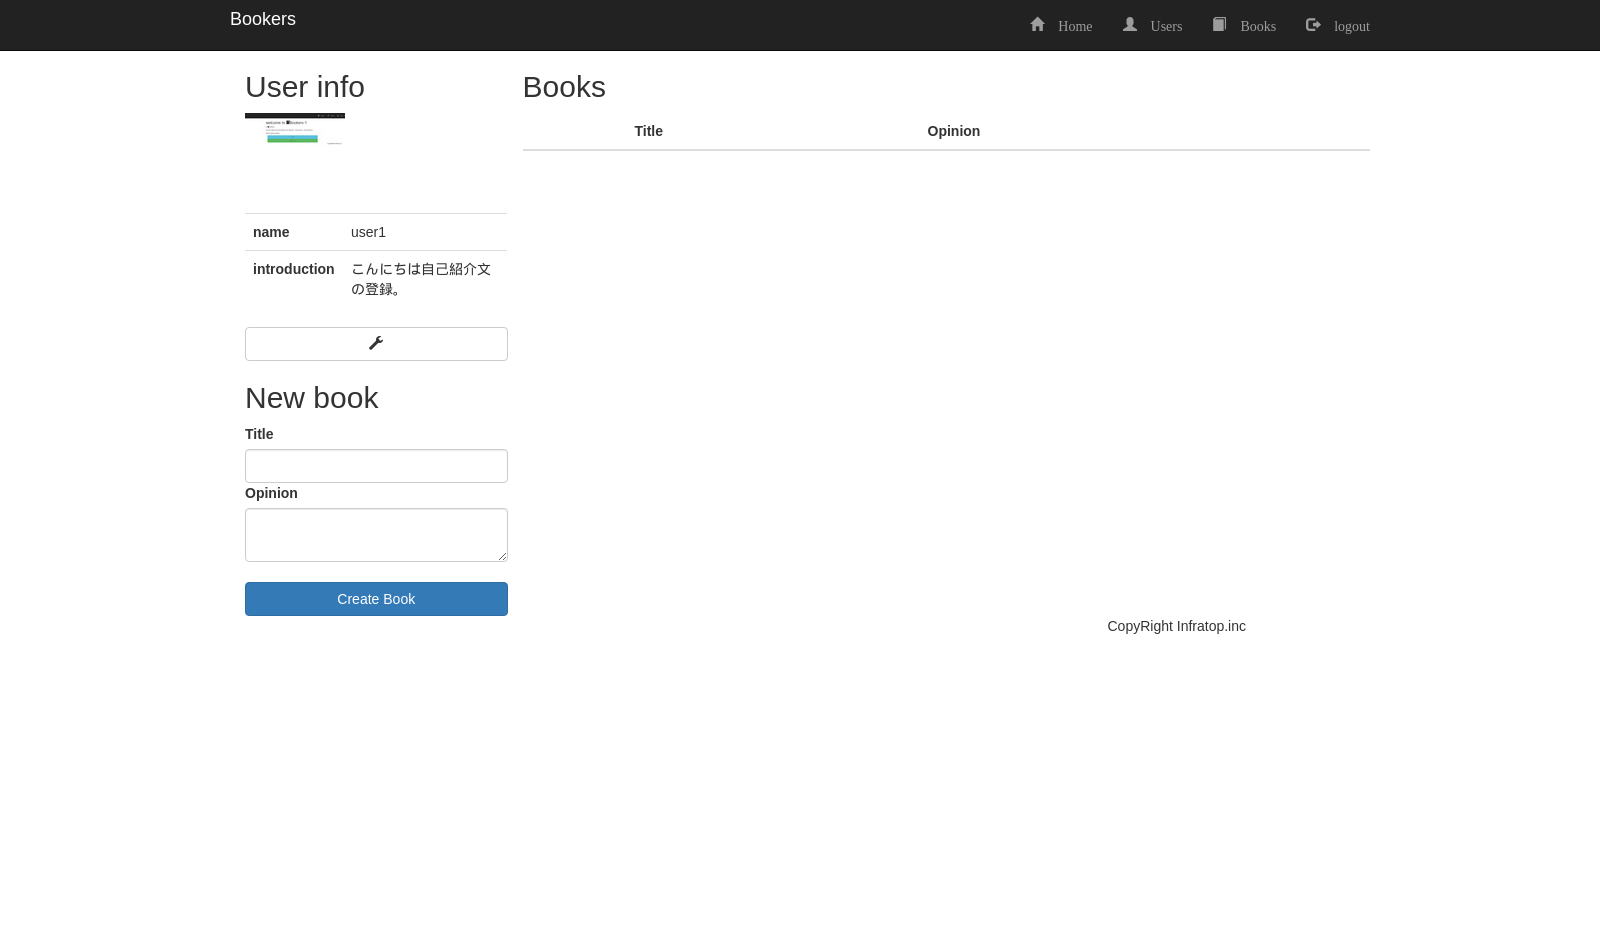 Bookers
Home Users Books logout
User info
name user1
introduction こんにちは自己紹介文
の登録。
New book
Title
Opinion
Create Book
Books
Title Opinion
CopyRight Infratop.inc